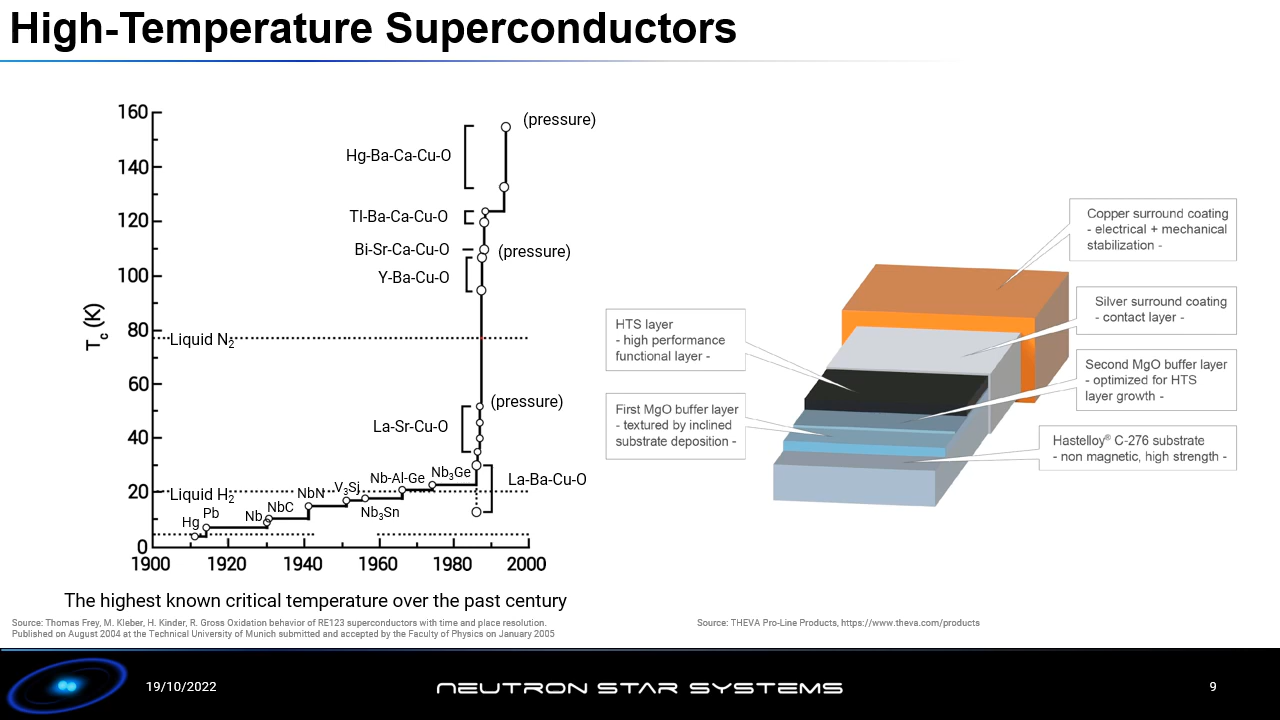 High-Temperature Superconductors
160
140
120
100
80
60
40
20
0
T_c (K)
1900
1920
1940
1960
1980
2000
(pressure)
Hg-Ba-Ca-Cu-O
Tl-Ba-Ca-Cu-O
Bi-Sr-Ca-Cu-O
(pressure)
Y-Ba-Cu-O
Liquid N₂
(pressure)
La-Sr-Cu-O
La-Ba-Cu-O
Nb₃Ge
Nb-Al-Ge
V₃Si
Nb₃Sn
NbN
Liquid H₂
NbC
Nb
Pb
Hg
The highest known critical temperature over the past century
Source: Thomas Frey, M. Kleber, H. Kinder, R. Gross Oxidation behavior of RE123 superconductors with time and place resolution.
Published on August 2004 at the Technical University of Munich submitted and accepted by the Faculty of Physics on January 2005
Copper surround coating
- electrical + mechanical
stabilization -
Silver surround coating
- contact layer -
HTS layer
- high performance
functional layer -
Second MgO buffer layer
- optimized for HTS
layer growth -
First MgO buffer layer
- textured by inclined
substrate deposition -
Hastelloy® C-276 substrate
- non magnetic, high strength -
Source: THEVA Pro-Line Products, https://www.theva.com/products
19/10/2022
NEUTRON STAR SYSTEMS
9